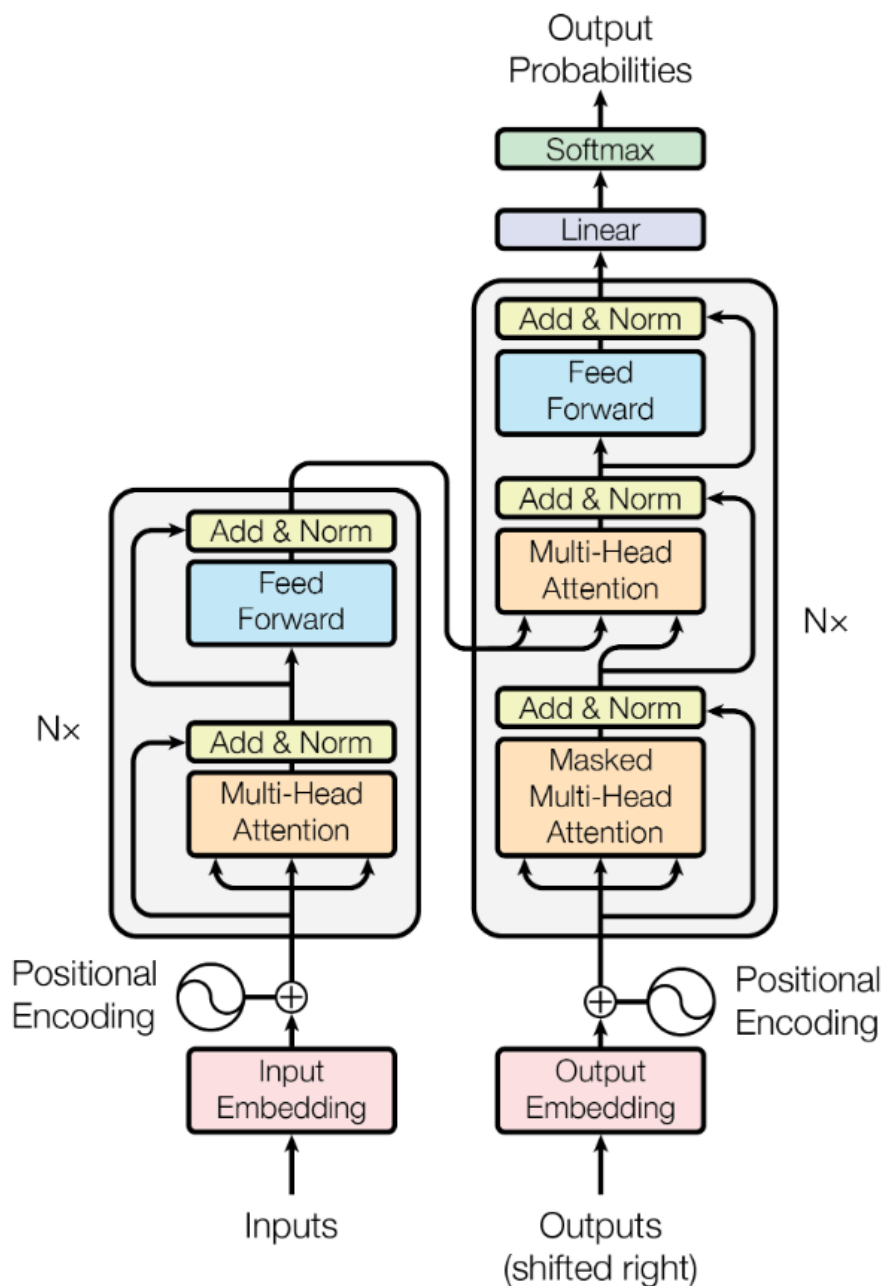 Output
Probabilities
Softmax
Linear
Add & Norm
Feed
Forward
Add & Norm
Multi-Head
Attention
Add & Norm
Masked
Multi-Head
Attention
N×
Add & Norm
Feed
Forward
Add & Norm
Multi-Head
Attention
N×
Positional
Encoding
Positional
Encoding
Input
Embedding
Output
Embedding
Inputs
Outputs
(shifted right)